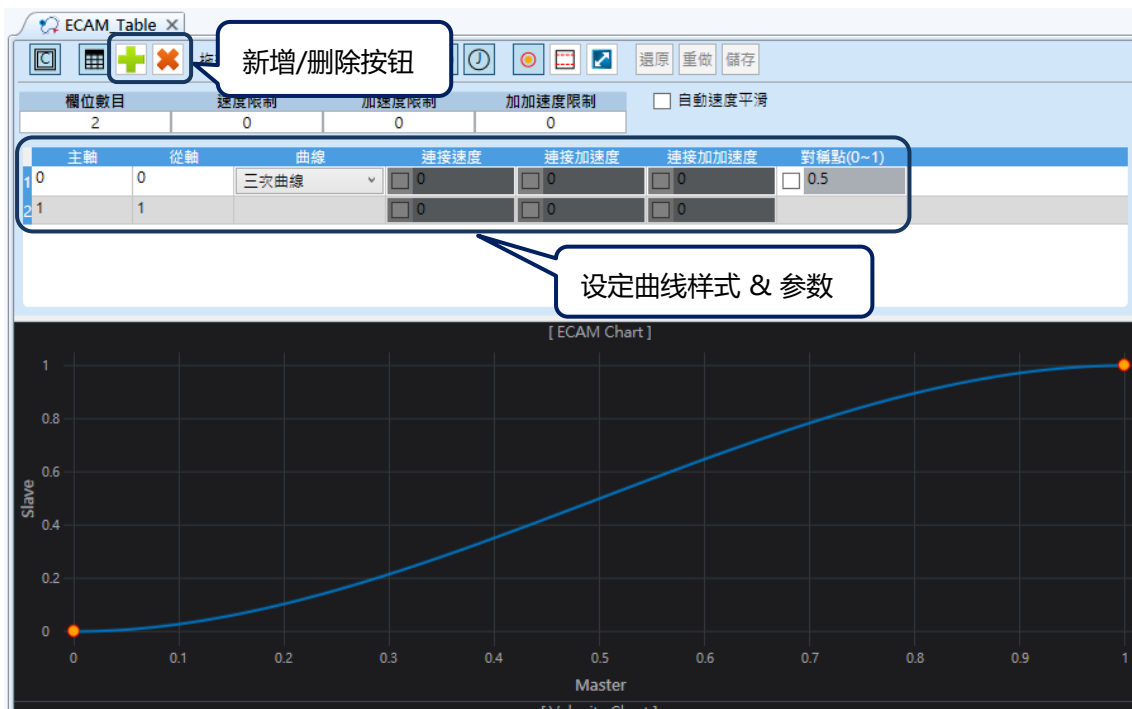 ECAM_Table ×
C 新增/删除按钮 J 還原 重做 儲存
欄位數目 速度限制 加速度限制 加加速度限制 自動速度平滑
2 0 0 0
主軸 從軸 曲線 連接速度 連接加速度 連接加加速度 對稱點(0~1)
1 0 0 三次曲線 0 0 0 0.5
2 1 1 0 0 0
设定曲线样式 & 参数
[ ECAM Chart ]
1
0.8
0.6
Slave
0.4
0.2
0
0 0.1 0.2 0.3 0.4 0.5 0.6 0.7 0.8 0.9 1
Master